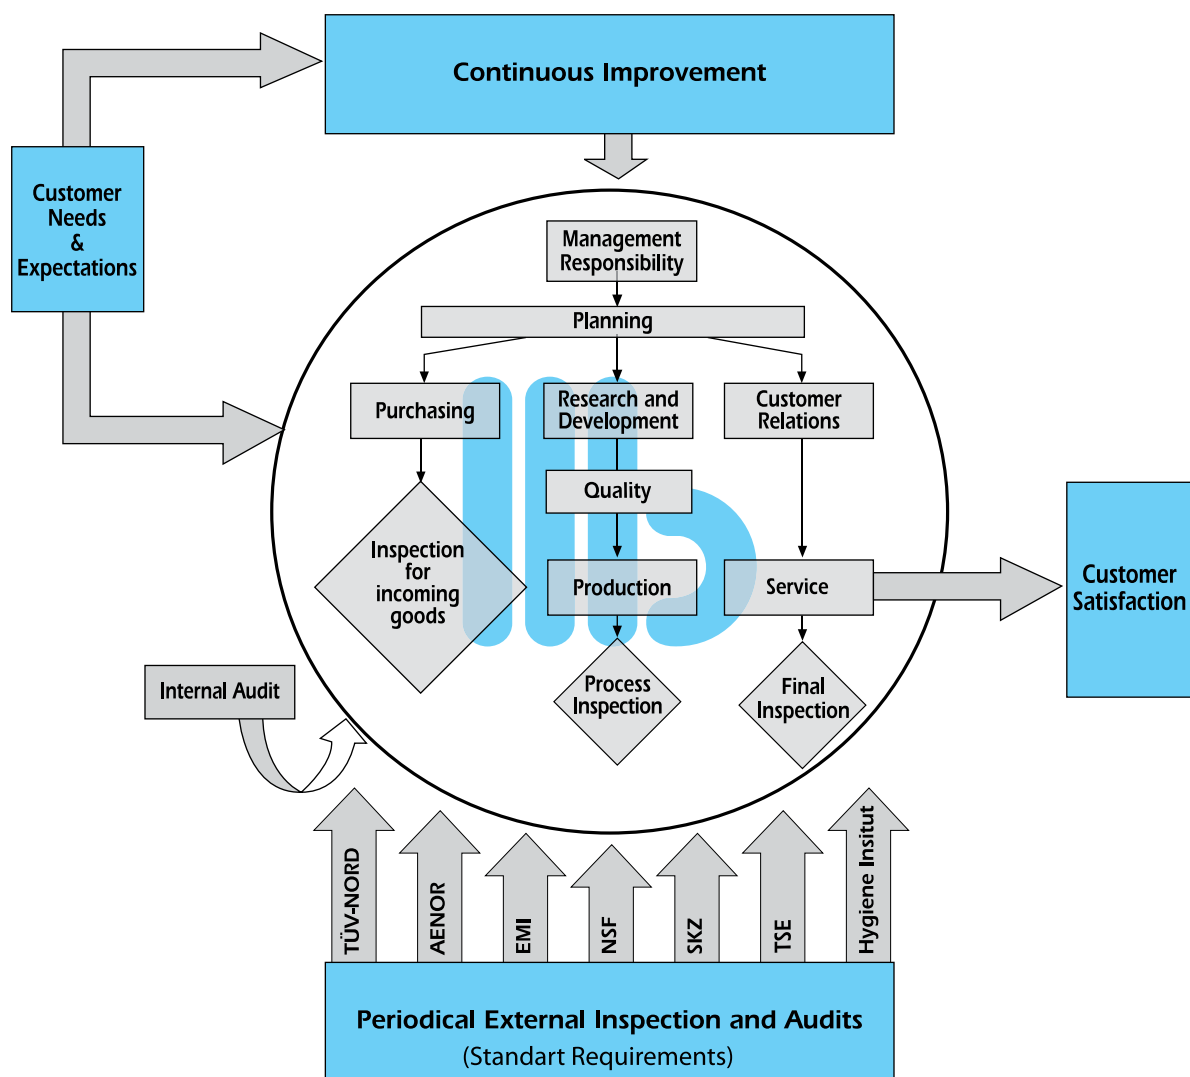 Continuous Improvement
Customer
Needs
&
Expectations
Management
Responsibility
Planning
Purchasing
Research and
Development
Customer
Relations
Quality
Inspection
for
incoming
goods
Production
Service
Customer
Satisfaction
Internal Audit
Process
Inspection
Final
Inspection
TÜV-NORD
AENOR
EMI
NSF
SKZ
TSE
Hygiene Insitut
Periodical External Inspection and Audits
(Standart Requirements)